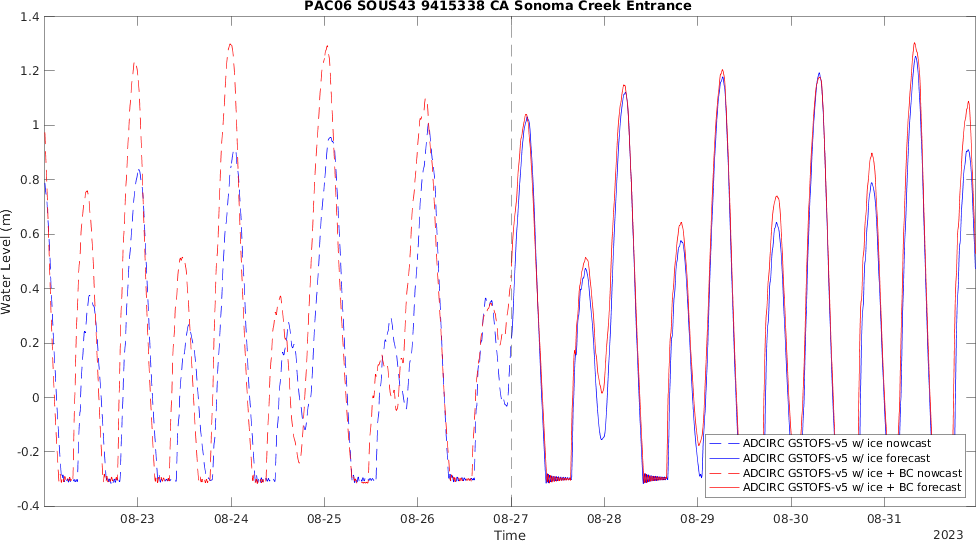 PAC06 SOUS43 9415338 CA Sonoma Creek Entrance
1.4
1.2
1
0.8
0.6
0.4
0.2
0
-0.2
-0.4
Water Level (m)
08-23
08-24
08-25
08-26
08-27
08-28
08-29
08-30
08-31
Time
2023
ADCIRC GSTOFS-v5 w/ ice nowcast
ADCIRC GSTOFS-v5 w/ ice forecast
ADCIRC GSTOFS-v5 w/ ice + BC nowcast
ADCIRC GSTOFS-v5 w/ ice + BC forecast